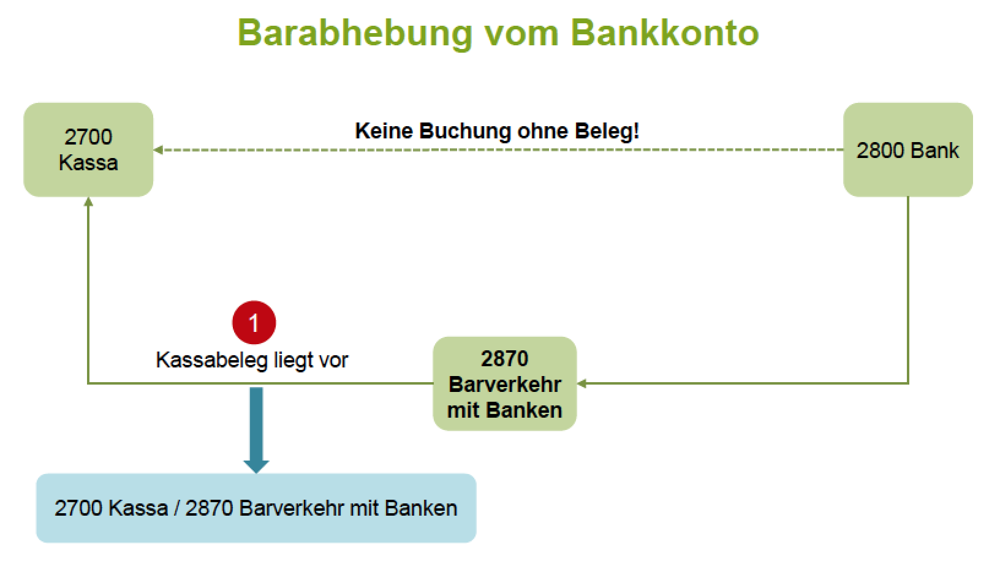 Barabhebung vom Bankkonto
2700
Kassa
Keine Buchung ohne Beleg!
2800 Bank
1
Kassabeleg liegt vor
2870
Barverkehr
mit Banken
2700 Kassa / 2870 Barverkehr mit Banken